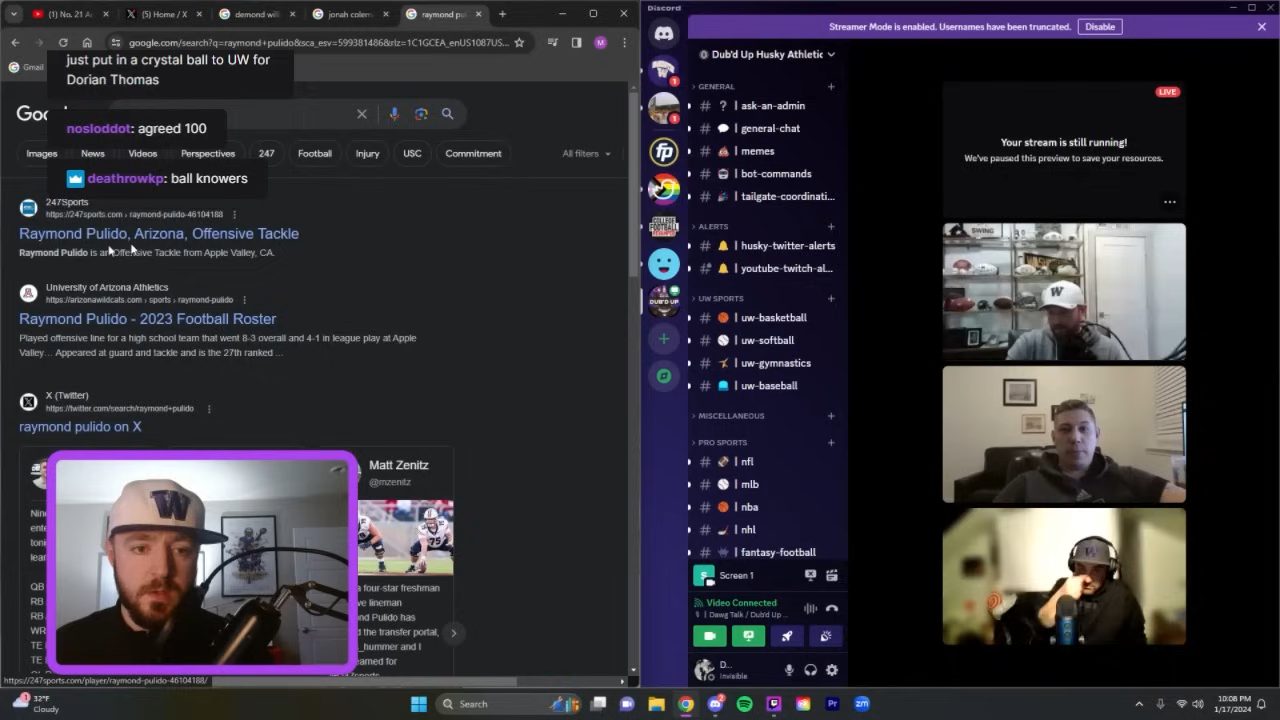 (1) No. 21 A
[5] Home / X
demond will
jonah colem
raymond pu
google.com/search?q=raymond+pulido&sca_esv=599381486&rlz=1C1GCEA_enUS1087US...
M
Gmail
just put in a crystal ball to UW for
Dorian Thomas
Goo
nosloddot: agreed 100
Images
News
Videos
Perspectives
247
Football
Injury
USC
Commitment
All filters
deathrowkp: ball knowers
247Sports
https://247sports.com › raymond-pulido-46104188
Raymond Pulido, Arizona, Offensive Tackle
Raymond Pulido is an Offensive Tackle from Apple Valley, CA.
University of Arizona Athletics
https://arizonawildcats.com › sports › raymond-pulido
Raymond Pulido - 2023 Football Roster
Played offensive line for a high school team that went 8-3 overall and 4-1 in league play at Apple
Valley... Appeared at guard and tackle and is the 27th ranked ...
X (Twitter)
https://twitter.com/search/raymond+pulido
raymond pulido on X
Matt Zenitz
@mzenitz
a four-star freshman
ve lineman
nd Pulido has
d the transfer portal,
_hummer and I
earned for
https://247sports.com/player/raymond-pulido-46104188/
Discord
Streamer Mode is enabled. Usernames have been truncated.
Disable
Dub'd Up Husky Athletic
GENERAL
ask-an-admin
general-chat
memes
bot-commands
tailgate-coordinati...
ALERTS
husky-twitter-alerts
youtube-twitch-al...
UW SPORTS
uw-basketball
uw-softball
uw-gymnastics
uw-baseball
MISCELLANEOUS
PRO SPORTS
nfl
mlb
nba
nhl
fantasy-football
Screen 1
Video Connected
Dawg Talk / Dub'd Up ...
D...
Invisible
LIVE
Your stream is still running!
We've paused this preview to save your resources.
SWING
W
fp
DUB'D UP
32°F
Cloudy
Search
Pr
zm
10:08 PM
1/17/2024